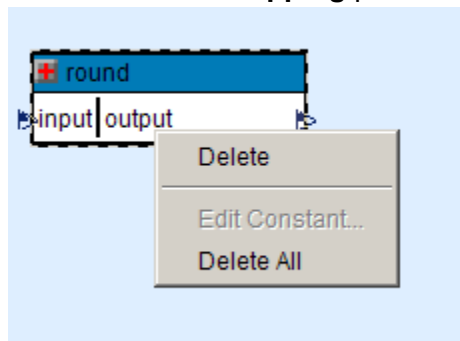 round
input output
Delete
Edit Constant...
Delete All